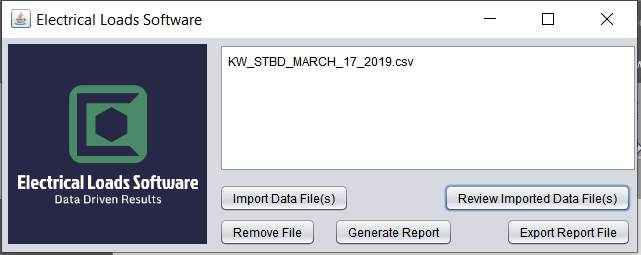 Electrical Loads Software
KW_STBD_MARCH_17_2019.csv
Electrical Loads Software
Data Driven Results
Import Data File(s)
Review Imported Data File(s)
Remove File
Generate Report
Export Report File